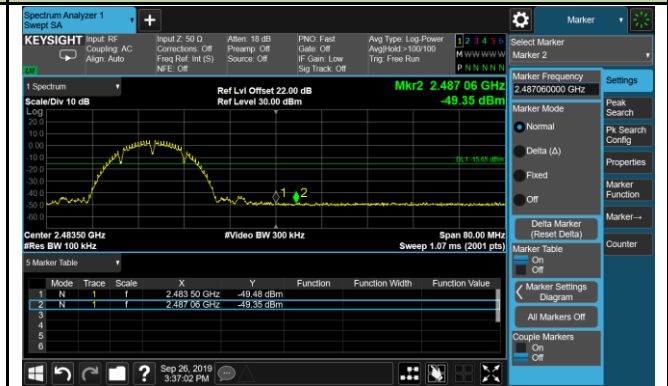 Spectrum Analyzer 1
Swept SA
+
Marker
KEYSIGHT
Input: RF
Coupling: AC
Align: Auto
Input Z: 50 Ω
Corrections: Off
Freq Ref: Int (S)
NFE: Off
Atten: 18 dB
Preamp: Off
Source: Off
PNO: Fast
Gate: Off
IF Gain: Low
Sig Track: Off
Avg Type: Log-Power
Avg|Hold:>100/100
Trig: Free Run
1 2 3 4 5 6
M W W W W W
P N N N N N
LV
Select Marker
Marker 2
1 Spectrum
Scale/Div 10 dB
Ref Lvl Offset 22.00 dB
Ref Level 30.00 dBm
Mkr2 2.487 06 GHz
-49.35 dBm
Log
20.0
10.0
0.00
-10.0
-20.0
-30.0
-40.0
-50.0
-60.0
DL1 -15.65 dBm
1
2
Center 2.48350 GHz
#Res BW 100 kHz
#Video BW 300 kHz
Span 80.00 MHz
Sweep 1.07 ms (2001 pts)
5 Marker Table
Mode Trace Scale X Y Function Function Width Function Value
1 N 1 f 2.483 50 GHz -49.48 dBm
2 N 1 f 2.487 06 GHz -49.35 dBm
3
4
5
6
Marker Frequency
2.487060000 GHz
Marker Mode
Normal
Delta (Δ)
Fixed
Off
Delta Marker
(Reset Delta)
Marker Table
On
Off
Marker Settings
Diagram
All Markers Off
Couple Markers
On
Off
Settings
Peak
Search
Pk Search
Config
Properties
Marker
Function
Marker→
Counter
?
Sep 26, 2019
3:37:02 PM